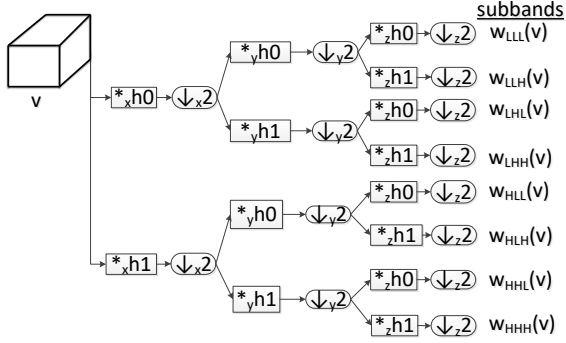 subbands
*zh0 ↓z2 wLLL(v)
*yh0 ↓y2
*zh1 ↓z2 wLLH(v)
v *xh0 ↓x2
*zh0 ↓z2 wLHL(v)
*yh1 ↓y2
*zh1 ↓z2 wLHH(v)
*zh0 ↓z2 wHLL(v)
*yh0 ↓y2
*zh1 ↓z2 wHLH(v)
*xh1 ↓x2
*zh0 ↓z2 wHHL(v)
*yh1 ↓y2
*zh1 ↓z2 wHHH(v)